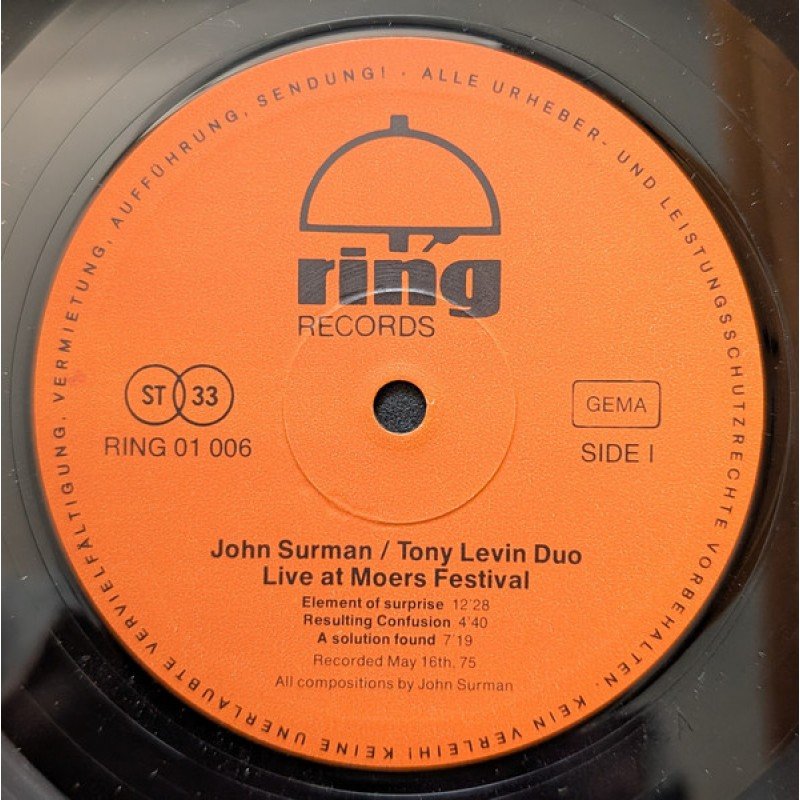 ALLE URHEBER- UND LEISTUNGSSCHUTZRECHTE VORBEHALTEN. KEIN VERLEIH! KEINE UNERLAUBTE VERVIELFÄLTIGUNG, VERMIETUNG, AUFFÜHRUNG, SENDUNG! ·
ring
RECORDS
ST 33
GEMA
RING 01 006
SIDE I
John Surman / Tony Levin Duo
Live at Moers Festival
Element of surprise 12'28
Resulting Confusion 4'40
A solution found 7'19
Recorded May 16th. 75
All compositions by John Surman